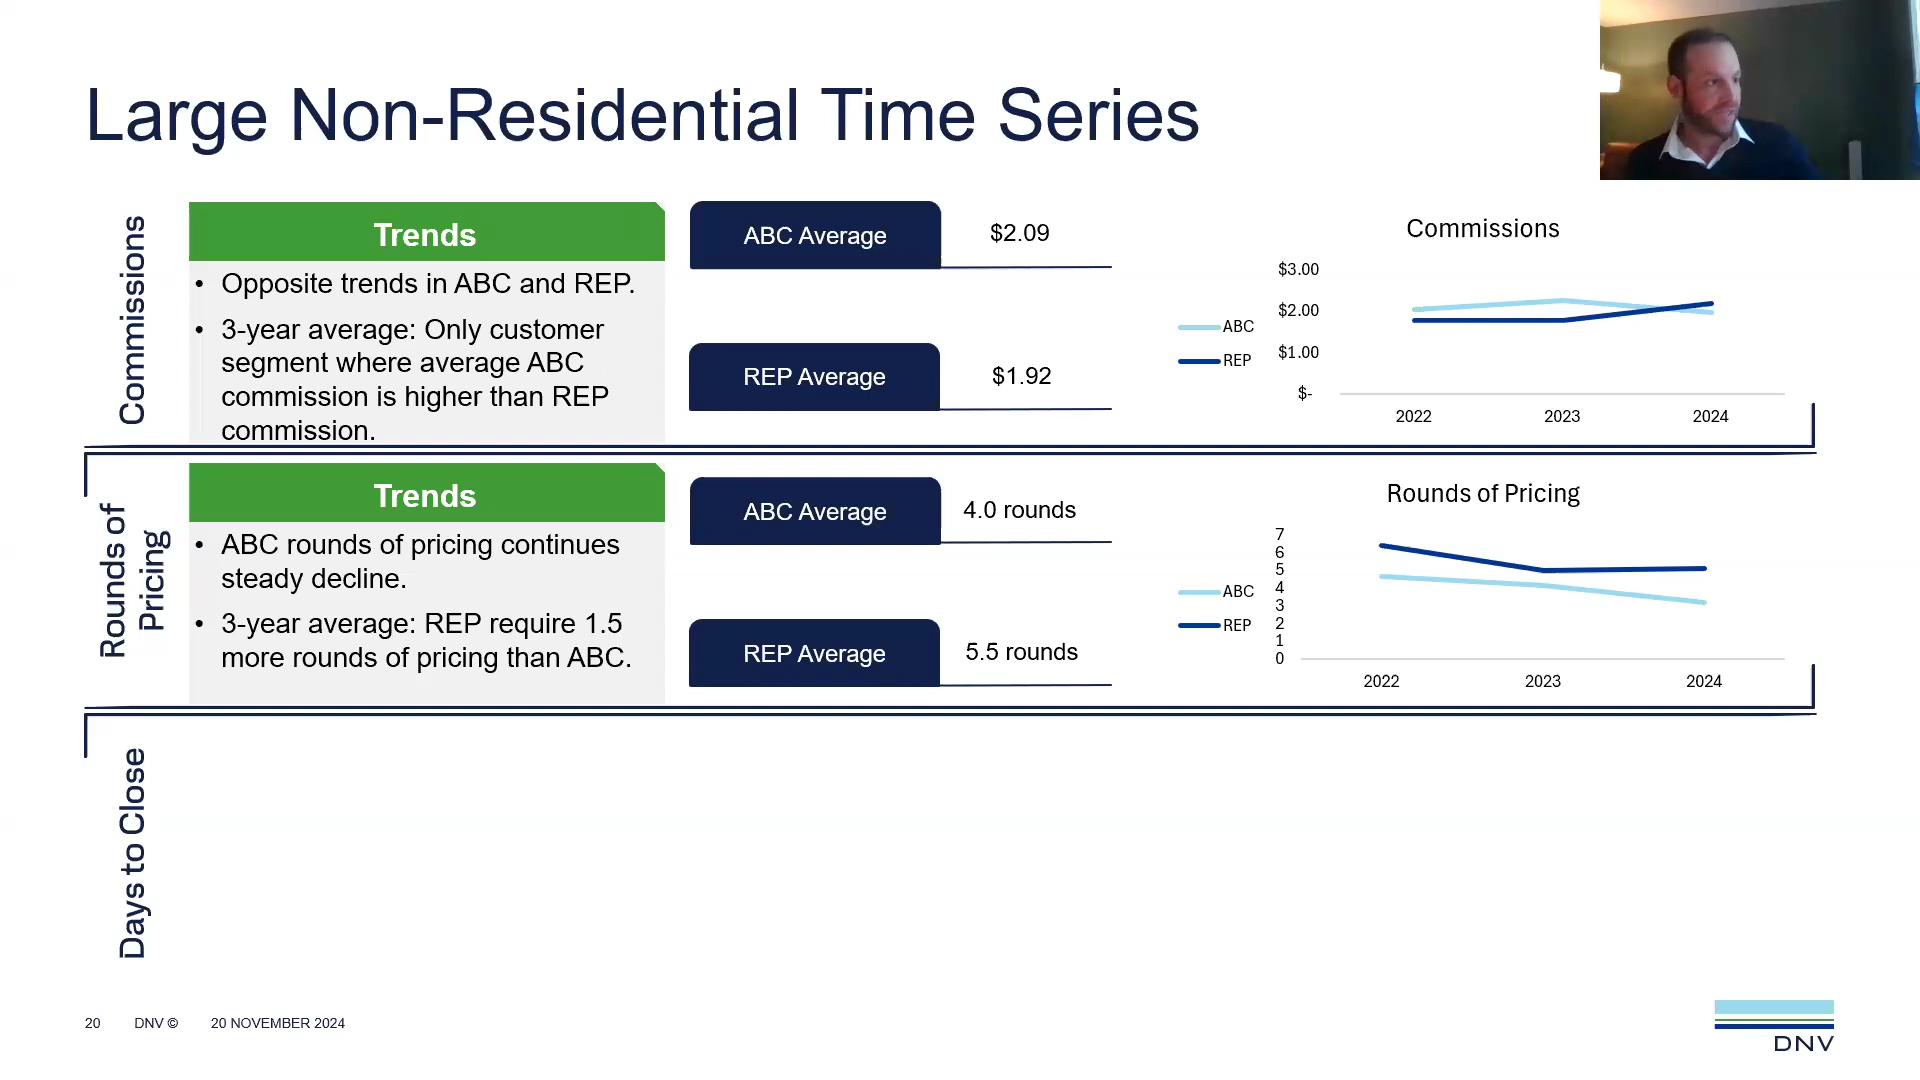 Large Non-Residential Time Series
Commissions
Trends
• Opposite trends in ABC and REP.
• 3-year average: Only customer
segment where average ABC
commission is higher than REP
commission.
ABC Average
$2.09
REP Average
$1.92
Commissions
ABC
REP
$3.00
$2.00
$1.00
$-
2022 2023 2024
Rounds of
Pricing
Trends
• ABC rounds of pricing continues
steady decline.
• 3-year average: REP require 1.5
more rounds of pricing than ABC.
ABC Average
4.0 rounds
REP Average
5.5 rounds
Rounds of Pricing
ABC
REP
7
6
5
4
3
2
1
0
2022 2023 2024
Days to Close
20 DNV © 20 NOVEMBER 2024
DNV